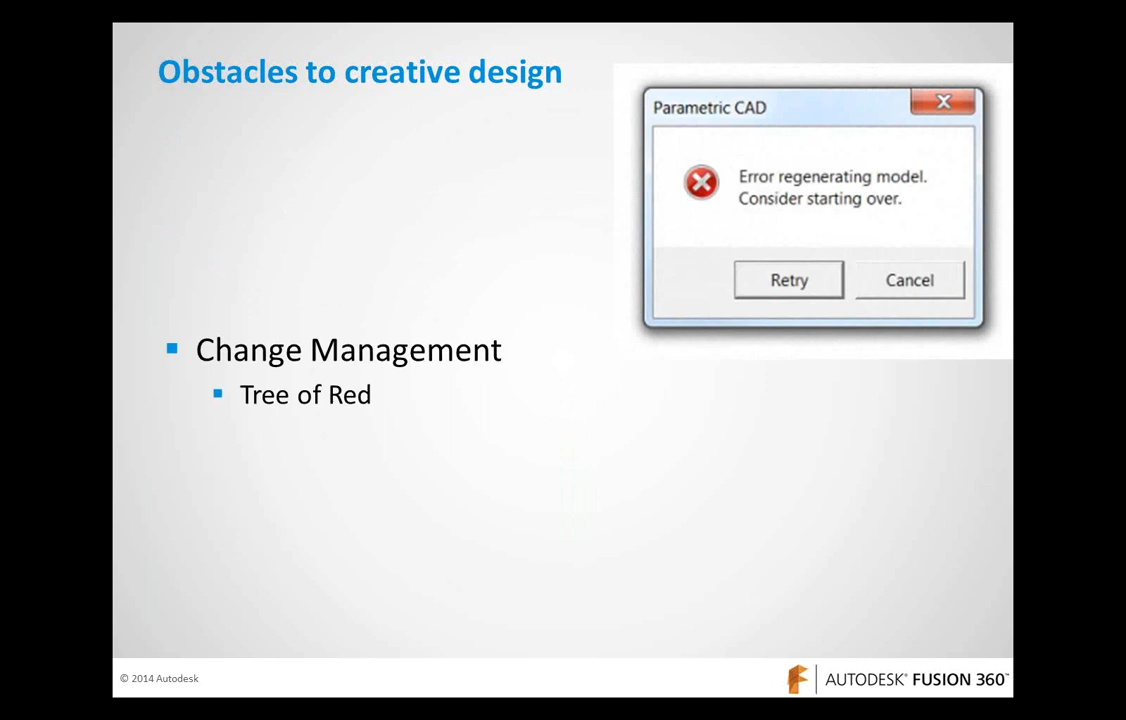 Obstacles to creative design
Parametric CAD
Error regenerating model.
Consider starting over.
Retry
Cancel
Change Management
Tree of Red
© 2014 Autodesk
AUTODESK® FUSION 360™